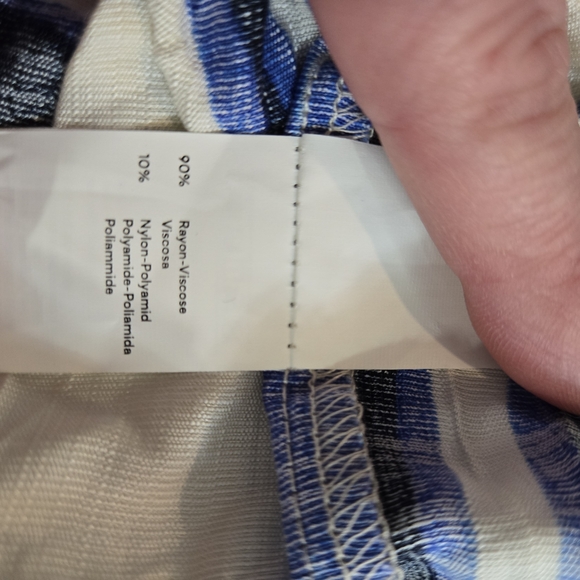 90% Rayon-Viscose
Viscosa
10% Nylon-Polyamid
Polyamide-Poliamida
Poliammide